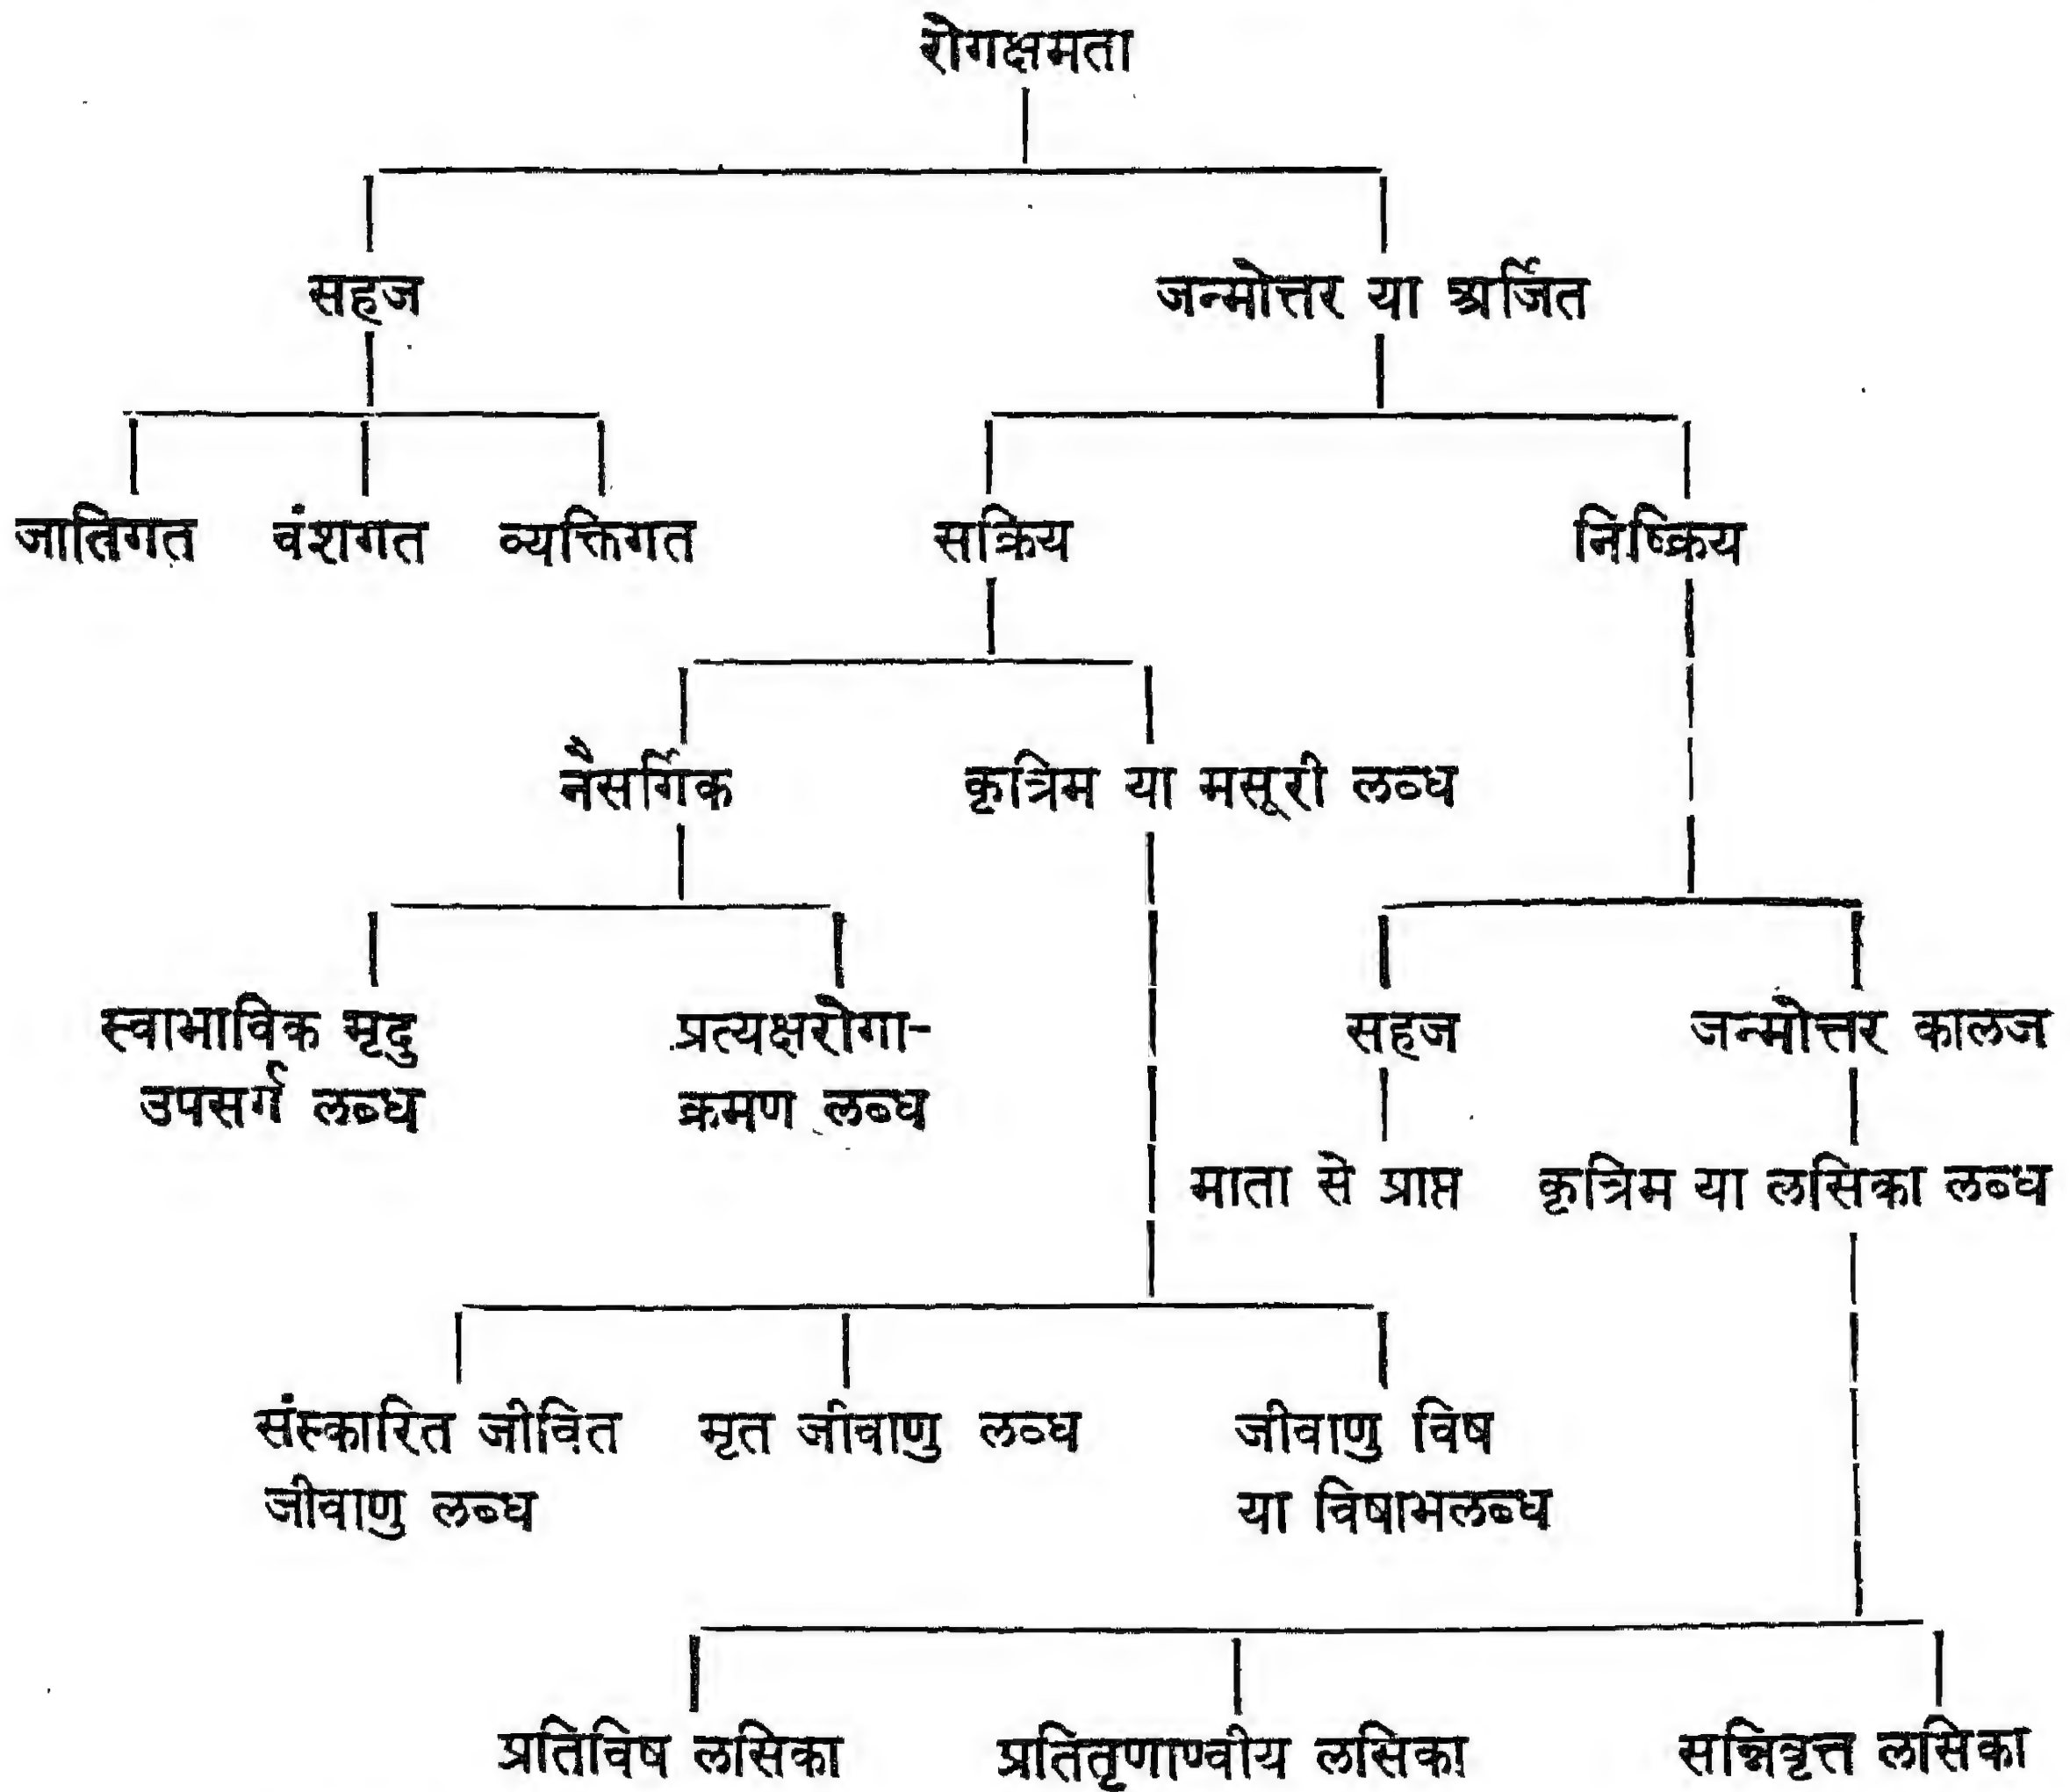 रोगक्षमता
सहज जन्मोत्तर या अर्जित
जातिगत वंशगत व्यक्तिगत सक्रिय निष्क्रिय
नैसर्गिक कृत्रिम या मसूरी लब्ध
स्वाभाविक मृदु प्रत्यक्षरोगा- सहज जन्मोत्तर कालज
उपसर्ग लब्ध क्रमण लब्ध
माता से प्राप्त कृत्रिम या लसिका लब्ध
संस्कारित जीवित मृत जीवाणु लब्ध जीवाणु विष
जीवाणु लब्ध या विषाभलब्ध
प्रतिविष लसिका प्रतितृणाण्वीय लसिका सन्निवृत्त लसिका